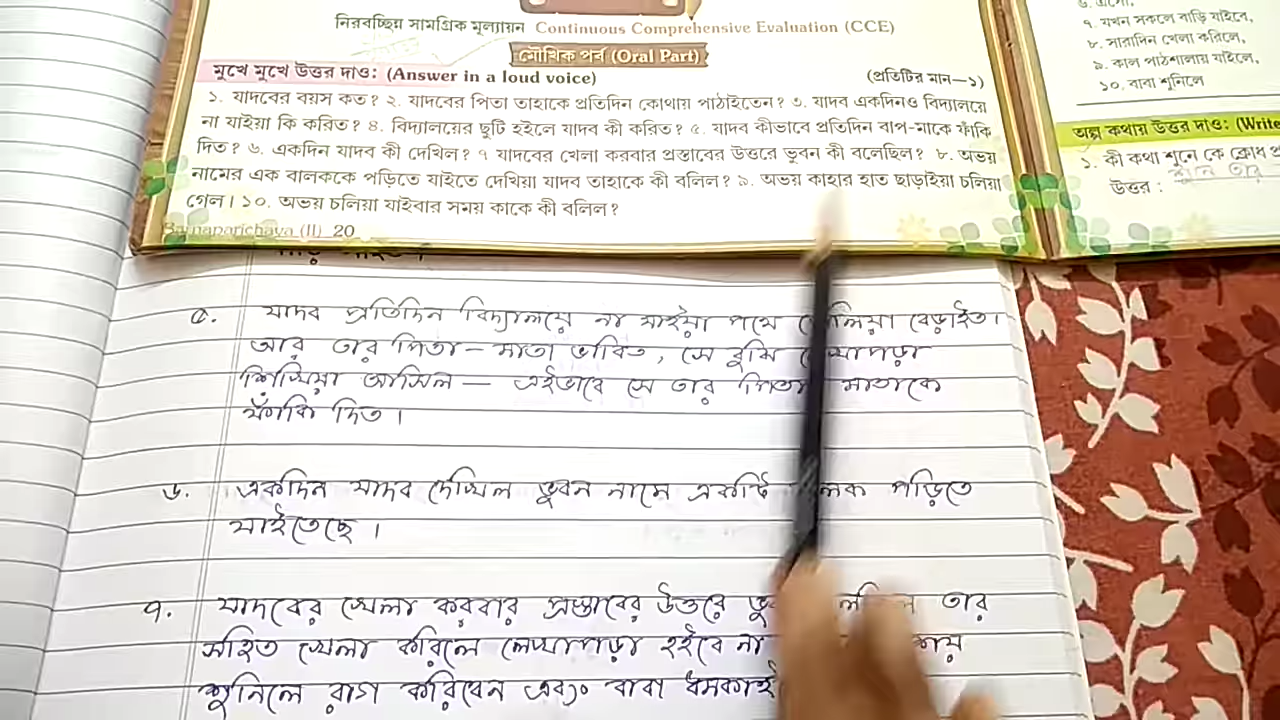 নিরবচ্ছিন্ন সামগ্রিক মূল্যায়ন Continuous Comprehensive Evaluation (CCE)
মৌখিক পর্ব (Oral Part)
মুখে মুখে উত্তর দাও: (Answer in a loud voice) (প্রতিটির মান—১)
১. যাদবের বয়স কত? ২. যাদবের পিতা তাহাকে প্রতিদিন কোথায় পাঠাইতেন? ৩. যাদব একদিনও বিদ্যালয়ে
না যাইয়া কি করিত? ৪. বিদ্যালয়ের ছুটি হইলে যাদব কী করিত? ৫. যাদব কীভাবে প্রতিদিন বাপ-মাকে ফাঁকি
দিত? ৬. একদিন যাদব কী দেখিল? ৭ যাদবের খেলা করবার প্রস্তাবের উত্তরে ভুবন কী বলেছিল? ৮. অভয়
নামের এক বালককে পড়িতে যাইতে দেখিয়া যাদব তাহাকে কী বলিল? ৯. অভয় কাহার হাত ছাড়াইয়া চলিয়া
গেল। ১০. অভয় চলিয়া যাইবার সময় কাকে কী বলিল?
Barnaparichaya (II) 20
৭. যখন সকলে বাড়ি যাইবে,
৮. সারাদিন খেলা করিলে,
৯. কাল পাঠশালায় যাইলে,
১০. বাবা শুনিলে
অল্প কথায় উত্তর দাও: (Write
১. কী কথা শুনে কে ক্রোধ
উত্তর :
৫. যাদব প্রতিদিন বিদ্যালয়ে না যাইয়া পথে বেড়াইত।
আর তার পিতা – মাতা ভাবিত, সে বুঝি
শিখিয়া আসিল — এইভাবে সে তার পিতা মাতাকে
ফাঁকি দিত।
৬. একদিন যাদব দেখিল ভুবন নামে একটি পড়িতে
যাইতেছে।
৭. যাদবের খেলা করবার প্রস্তাবের উত্তরে তার
সহিত খেলা করিলে লেখাপড়া হইবে না
শুনিলে রাগ করিবেন এবং বাবা